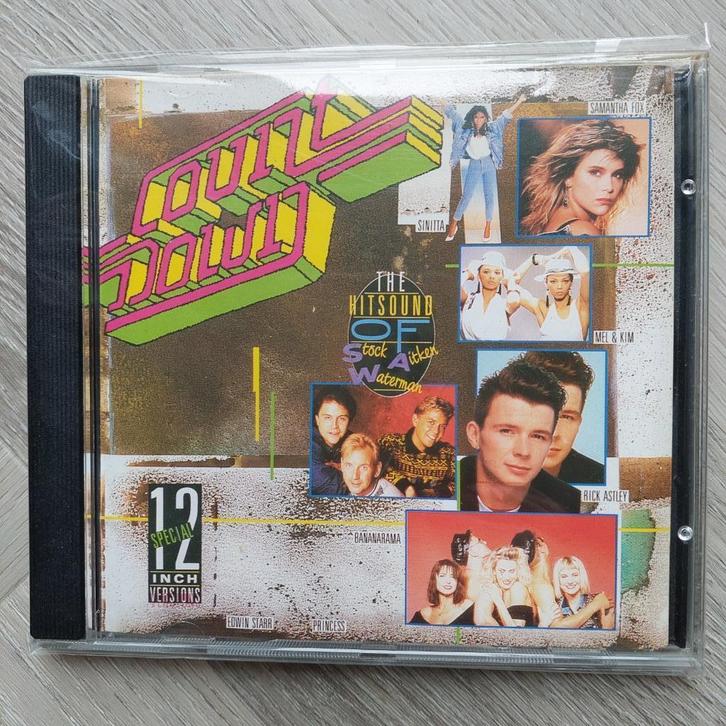 COUNT
DOWN
SINITTA
SAMANTHA FOX
THE
HITSOUND
OF
Stock Aitken
Waterman
MEL & KIM
RICK ASTLEY
BANANARAMA
12
SPECIAL
INCH
VERSIONS
EDWIN STARR
PRINCESS